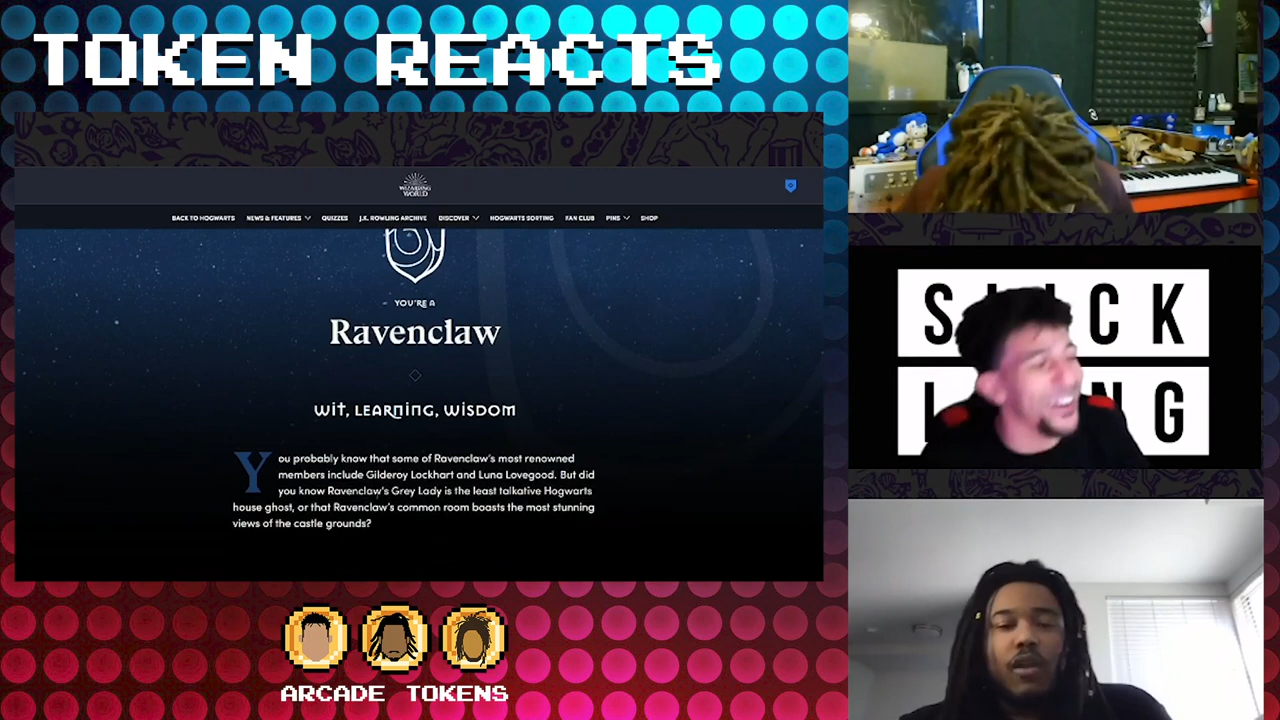 TOKEN REACTS
WIZARDING
WORLD
BACK TO HOGWARTS NEWS & FEATURES QUIZZES J.K. ROWLING ARCHIVE DISCOVER HOGWARTS SORTING FAN CLUB PINS SHOP
YOU'RE A
Ravenclaw
WIT, LEARNING, WISDOM
You probably know that some of Ravenclaw's most renowned
members include Gilderoy Lockhart and Luna Lovegood. But did
you know Ravenclaw's Grey Lady is the least talkative Hogwarts
house ghost, or that Ravenclaw's common room boasts the most stunning
views of the castle grounds?
ARCADE TOKENS